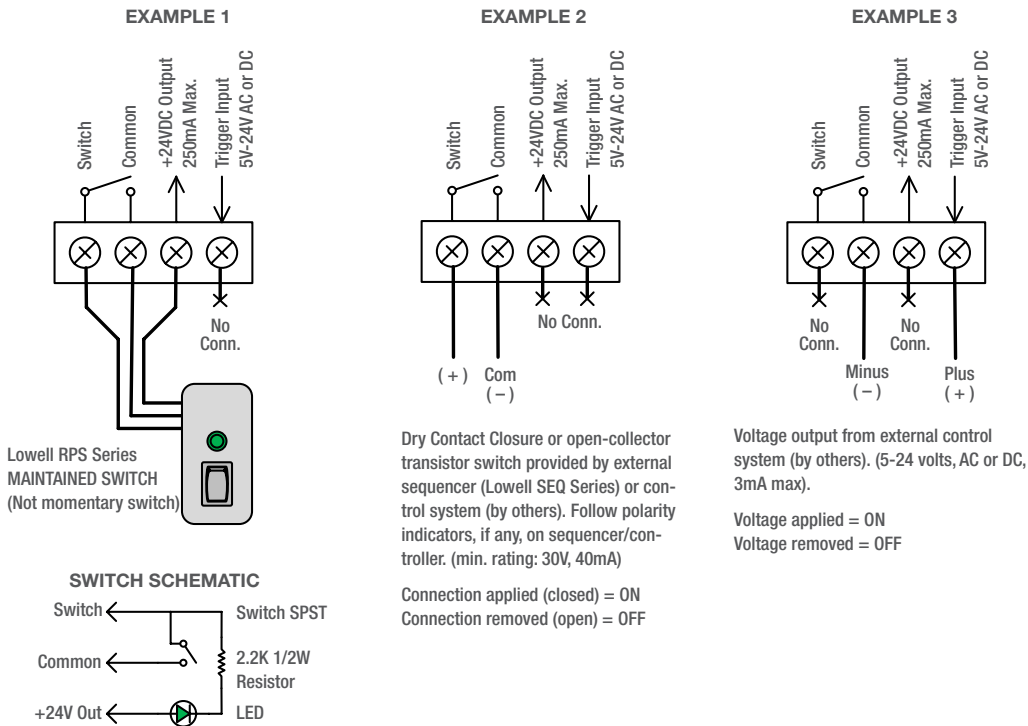 EXAMPLE 1
Switch
Common
+24VDC Output
250mA Max.
Trigger Input
5V-24V AC or DC
No
Conn.
Lowell RPS Series
MAINTAINED SWITCH
(Not momentary switch)
SWITCH SCHEMATIC
Switch
Switch SPST
Common
2.2K 1/2W
Resistor
+24V Out
LED
EXAMPLE 2
Switch
Common
+24VDC Output
250mA Max.
Trigger Input
5V-24V AC or DC
No Conn.
( + )
Com
( – )
Dry Contact Closure or open-collector
transistor switch provided by external
sequencer (Lowell SEQ Series) or con-
trol system (by others). Follow polarity
indicators, if any, on sequencer/con-
troller. (min. rating: 30V, 40mA)
Connection applied (closed) = ON
Connection removed (open) = OFF
EXAMPLE 3
Switch
Common
+24VDC Output
250mA Max.
Trigger Input
5V-24V AC or DC
No
Conn.
No
Conn.
Minus
( – )
Plus
( + )
Voltage output from external control
system (by others). (5-24 volts, AC or DC,
3mA max).
Voltage applied = ON
Voltage removed = OFF